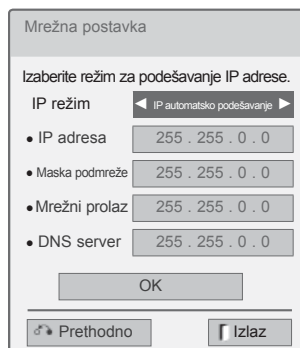 Mrežna postavka
Izaberite režim za podešavanje IP adrese.
IP režim ◀ IP automatsko podešavanje ▶
• IP adresa 255 . 255 . 0 . 0
• Maska podmreže 255 . 255 . 0 . 0
• Mrežni prolaz 255 . 255 . 0 . 0
• DNS server 255 . 255 . 0 . 0
OK
Prethodno Izlaz